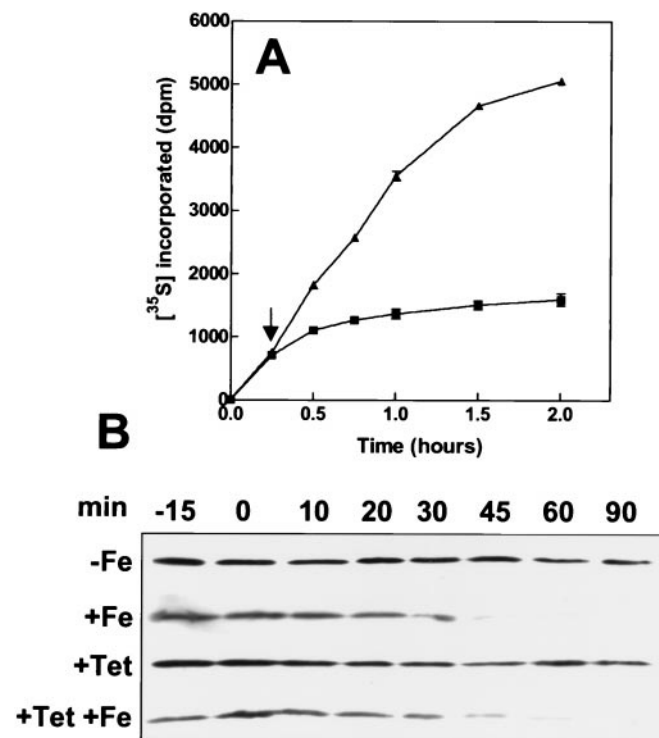 A
[35S] incorporated (dpm)
6000
5000
4000
3000
2000
1000
0
0.0 0.5 1.0 1.5 2.0
Time (hours)
B
min -15 0 10 20 30 45 60 90
-Fe
+Fe
+Tet
+Tet +Fe